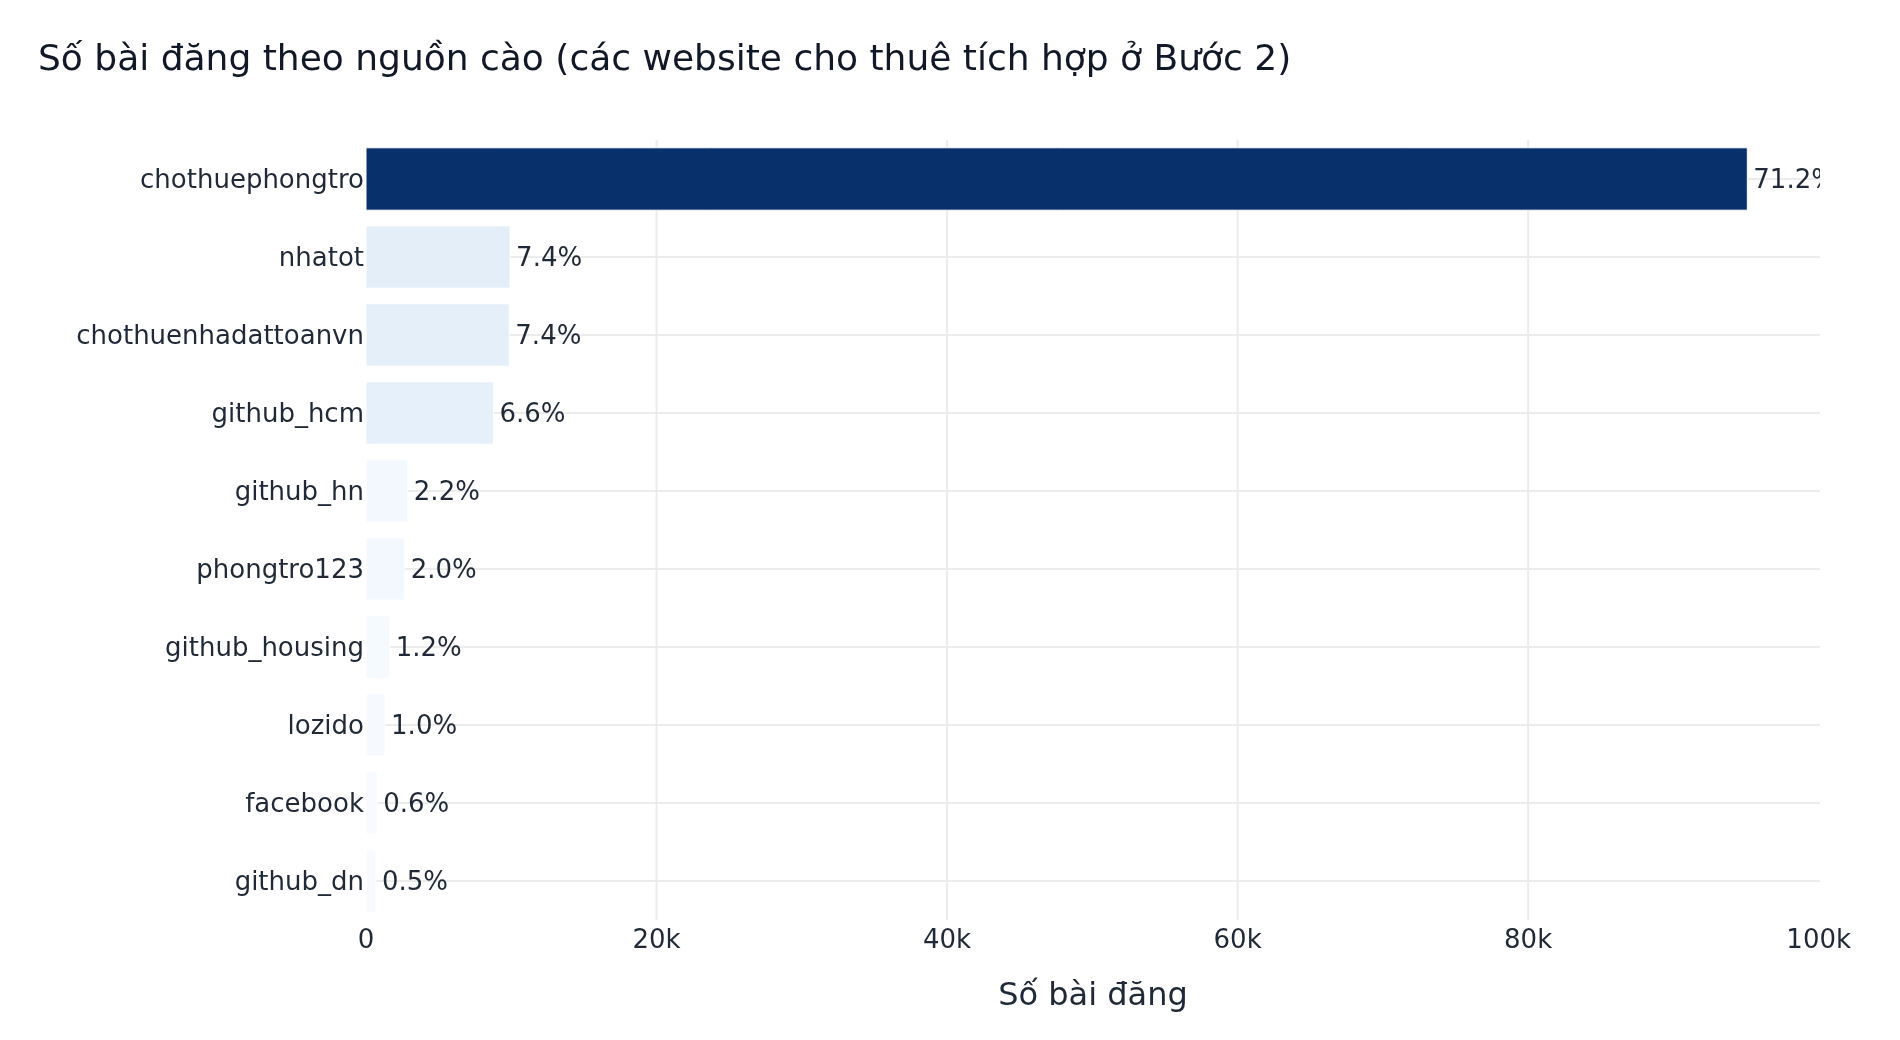 Số bài đăng theo nguồn cào (các website cho thuê tích hợp ở Bước 2)
chothuephongtro 71.2%
nhatot 7.4%
chothuenhadattoanvn 7.4%
github_hcm 6.6%
github_hn 2.2%
phongtro123 2.0%
github_housing 1.2%
lozido 1.0%
facebook 0.6%
github_dn 0.5%
0 20k 40k 60k 80k 100k
Số bài đăng